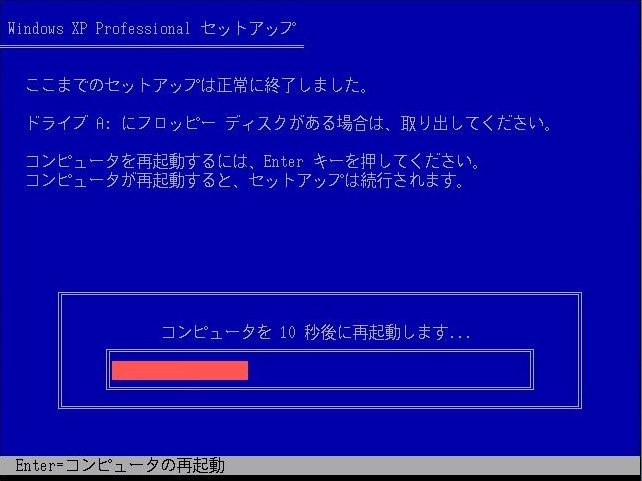 Windows XP Professional セットアップ
ここまでのセットアップは正常に終了しました。
ドライブ A: にフロッピー ディスクがある場合は、取り出してください。
コンピュータを再起動するには、Enter キーを押してください。
コンピュータが再起動すると、セットアップは続行されます。
コンピュータを 10 秒後に再起動します...
Enter=コンピュータの再起動